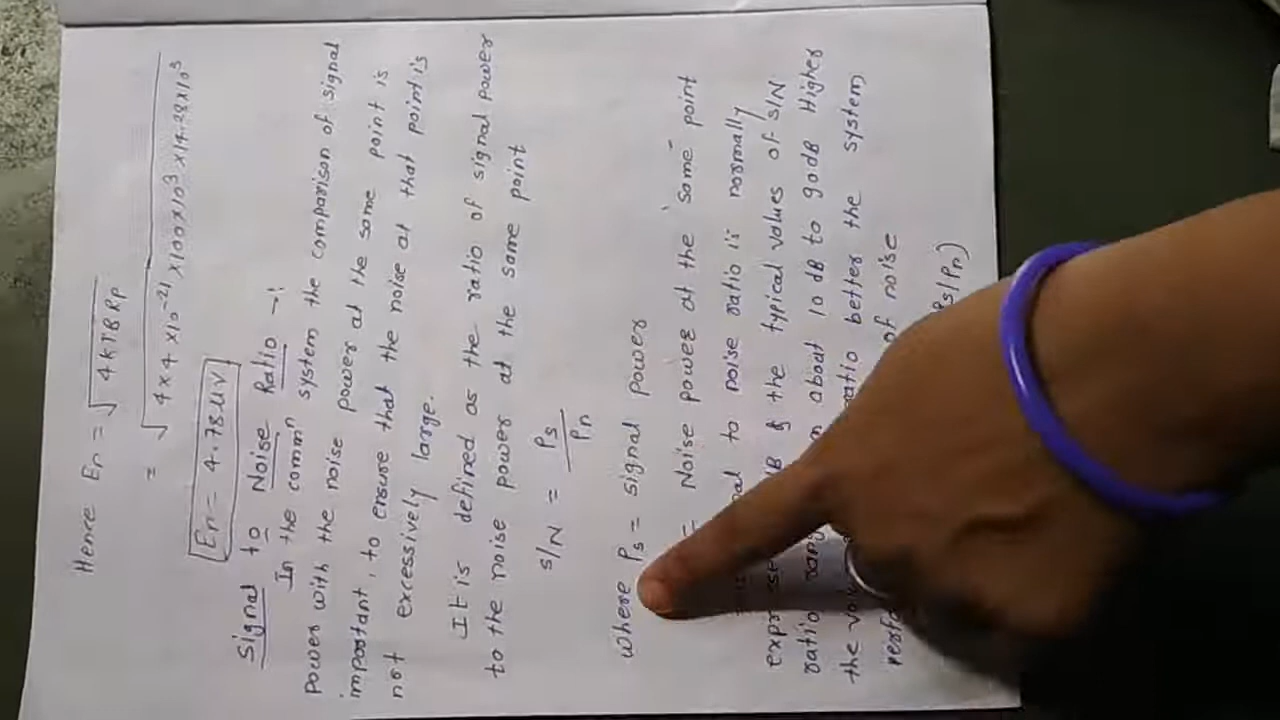 Hence En = √4KTBRp
= √4×4×10⁻²¹×100×10³×14.28×10³
En = 4.78µV
Signal to Noise Ratio -:
In the commⁿ system the comparison of signal
power with the noise power at the same point is
important, to ensure that the noise at that point is
not excessively large.
It is defined as the ratio of signal power
to the noise power at the same point
S/N = Ps/Pn
where Ps = signal power
= Noise power at the same point
to noise ratio is normally
& the typical values of S/N
ratio about 10 dB to 90dB Higher
the better the system
of noise